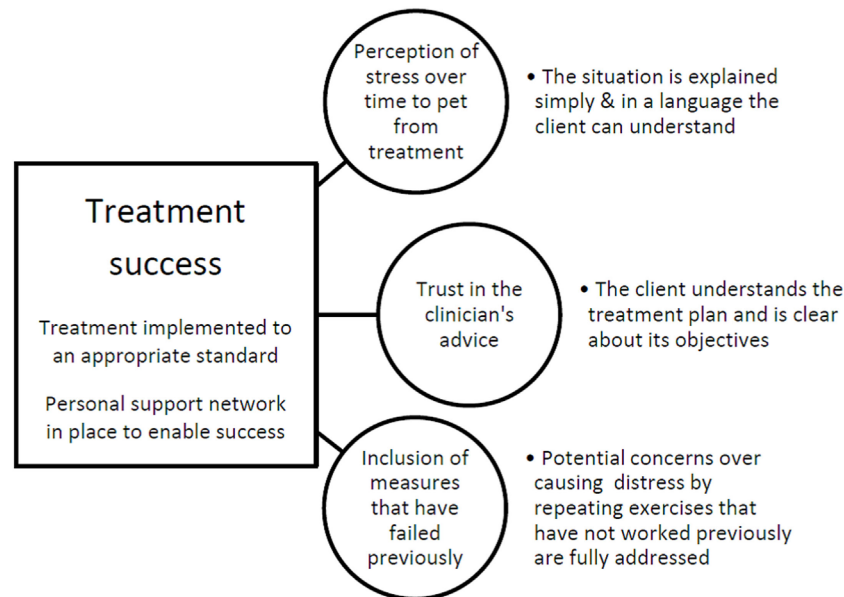 Treatment
success
Treatment implemented to
an appropriate standard
Personal support network
in place to enable success
Perception of
stress over
time to pet
from
treatment
• The situation is explained
simply & in a language the
client can understand
Trust in the
clinician's
advice
• The client understands the
treatment plan and is clear
about its objectives
Inclusion of
measures
that have
failed
previously
• Potential concerns over
causing distress by
repeating exercises that
have not worked previously
are fully addressed